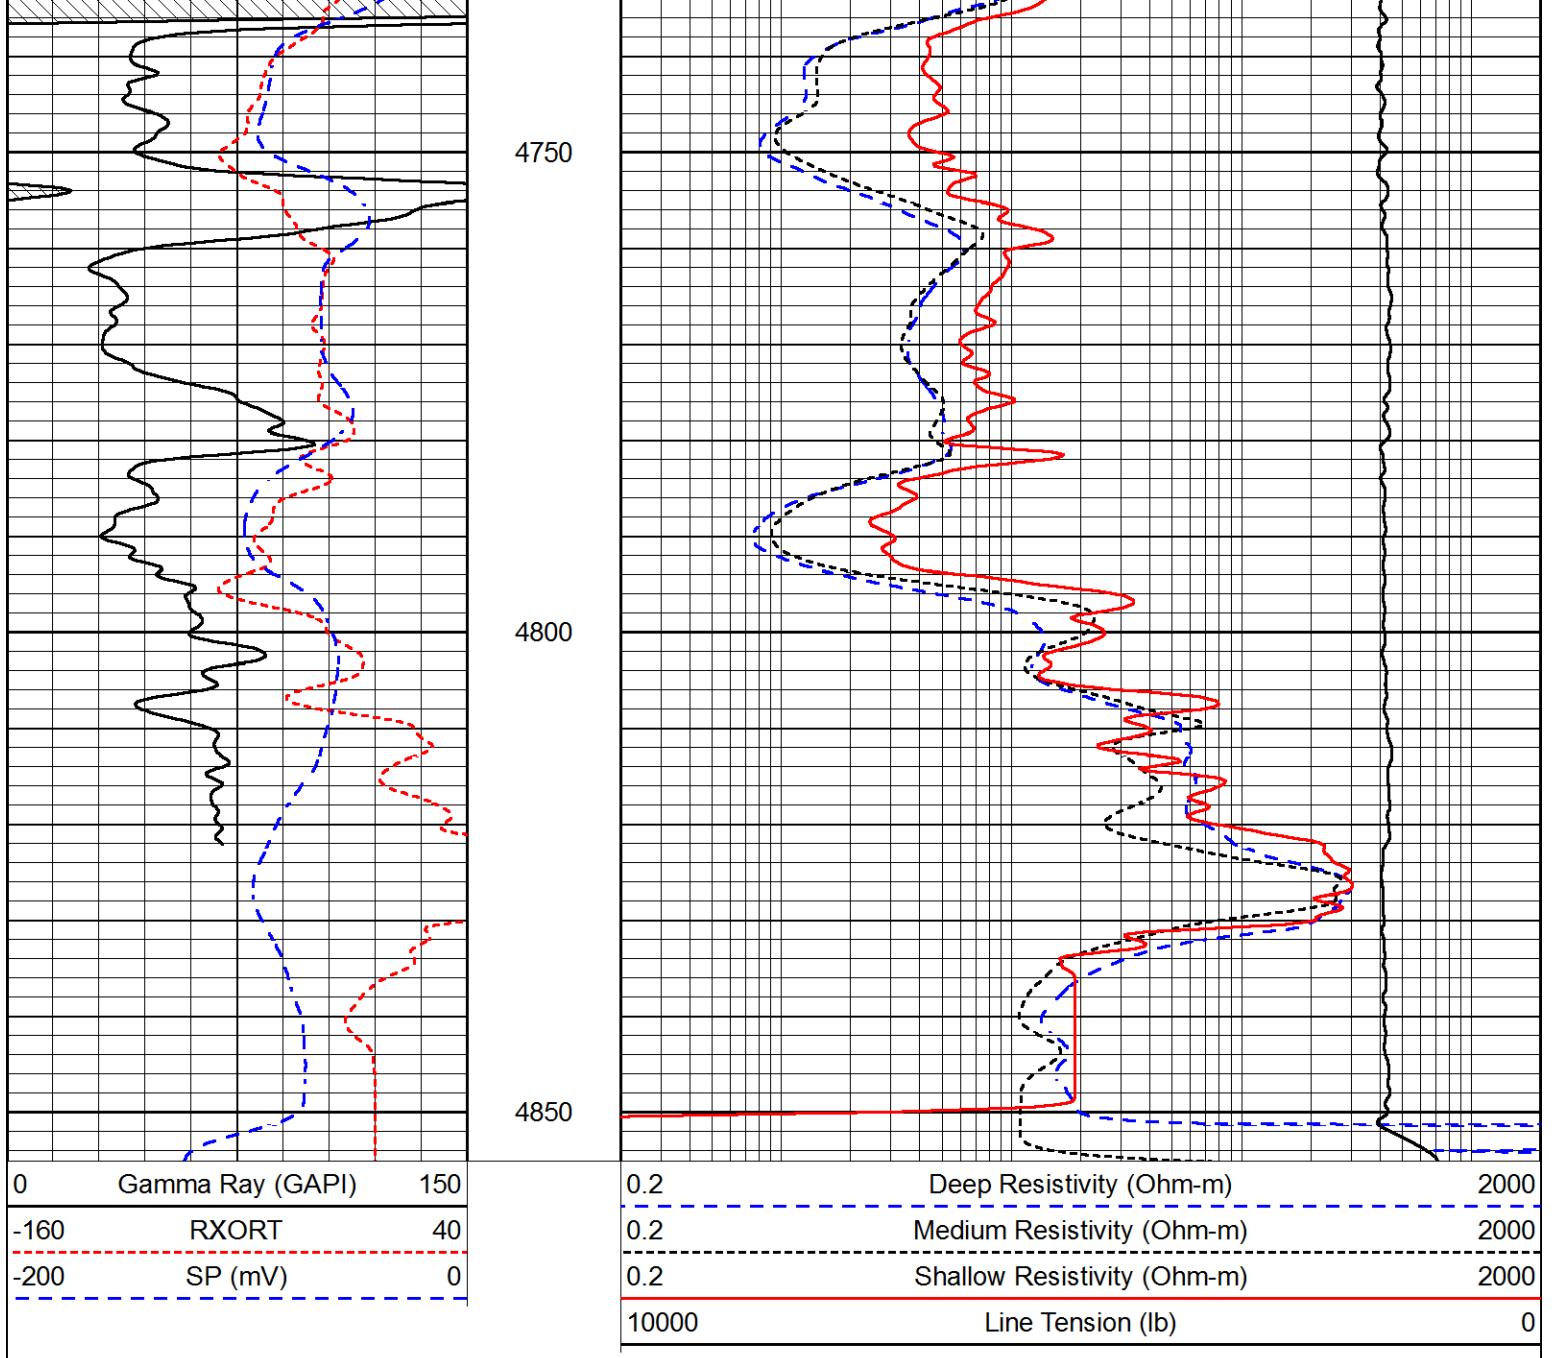 4750
4800
4850
0 Gamma Ray (GAPI) 150
-160 RXORT 40
-200 SP (mV) 0
0.2 Deep Resistivity (Ohm-m) 2000
0.2 Medium Resistivity (Ohm-m) 2000
0.2 Shallow Resistivity (Ohm-m) 2000
10000 Line Tension (lb) 0